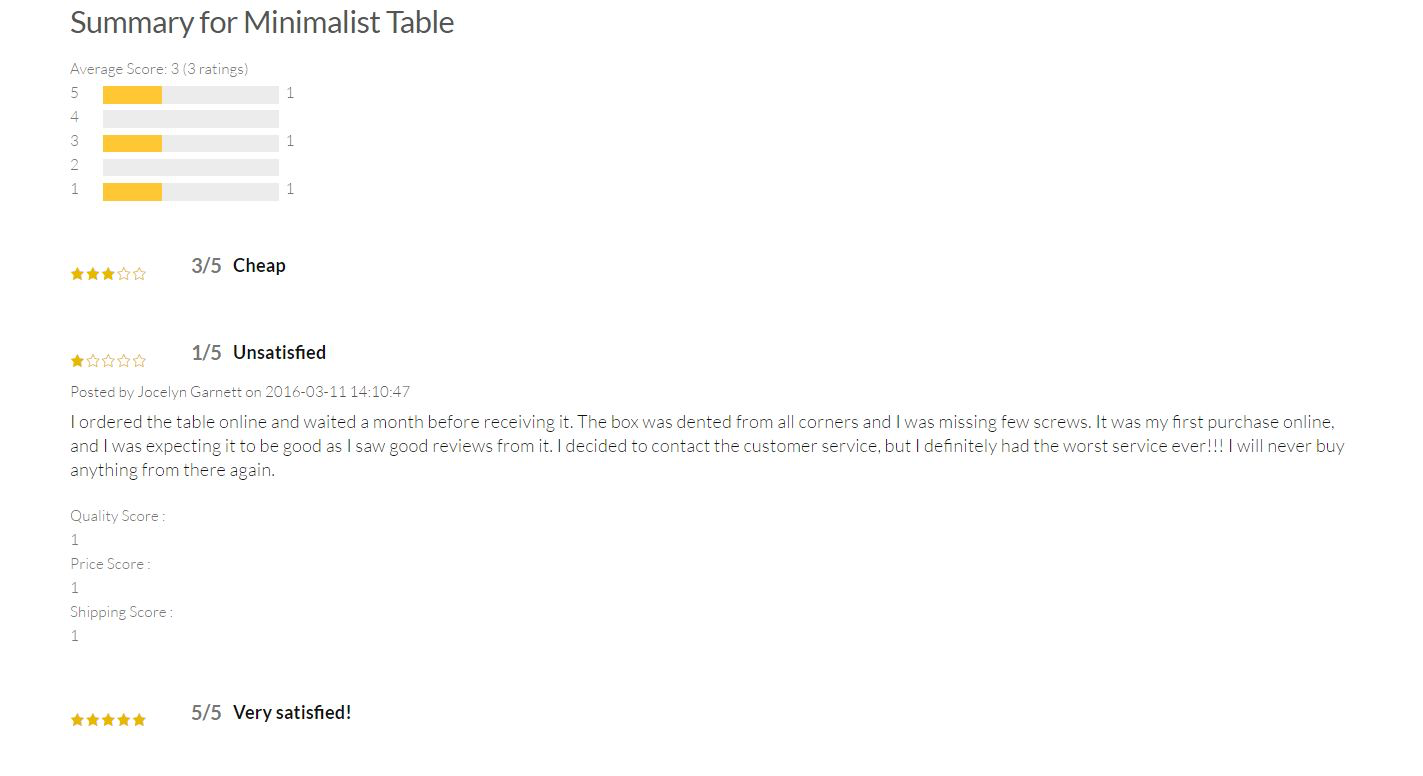 Summary for Minimalist Table
Average Score: 3 (3 ratings)
5 1
4
3 1
2
1 1
3/5 Cheap
1/5 Unsatisfied
Posted by Jocelyn Garnett on 2016-03-11 14:10:47
I ordered the table online and waited a month before receiving it. The box was dented from all corners and I was missing few screws. It was my first purchase online,
and I was expecting it to be good as I saw good reviews from it. I decided to contact the customer service, but I definitely had the worst service ever!!! I will never buy
anything from there again.
Quality Score :
1
Price Score :
1
Shipping Score :
1
5/5 Very satisfied!